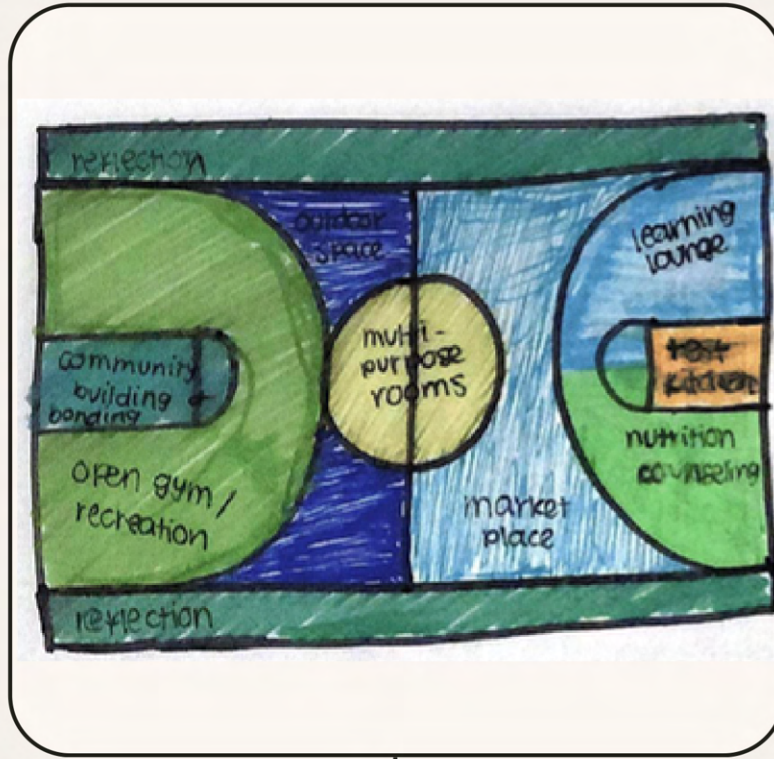 reflection
outdoor
space
learning
lounge
multi-
purpose
rooms
community
building +
bonding
test
kitchen
nutrition
counseling
open gym /
recreation
market
place
reflection